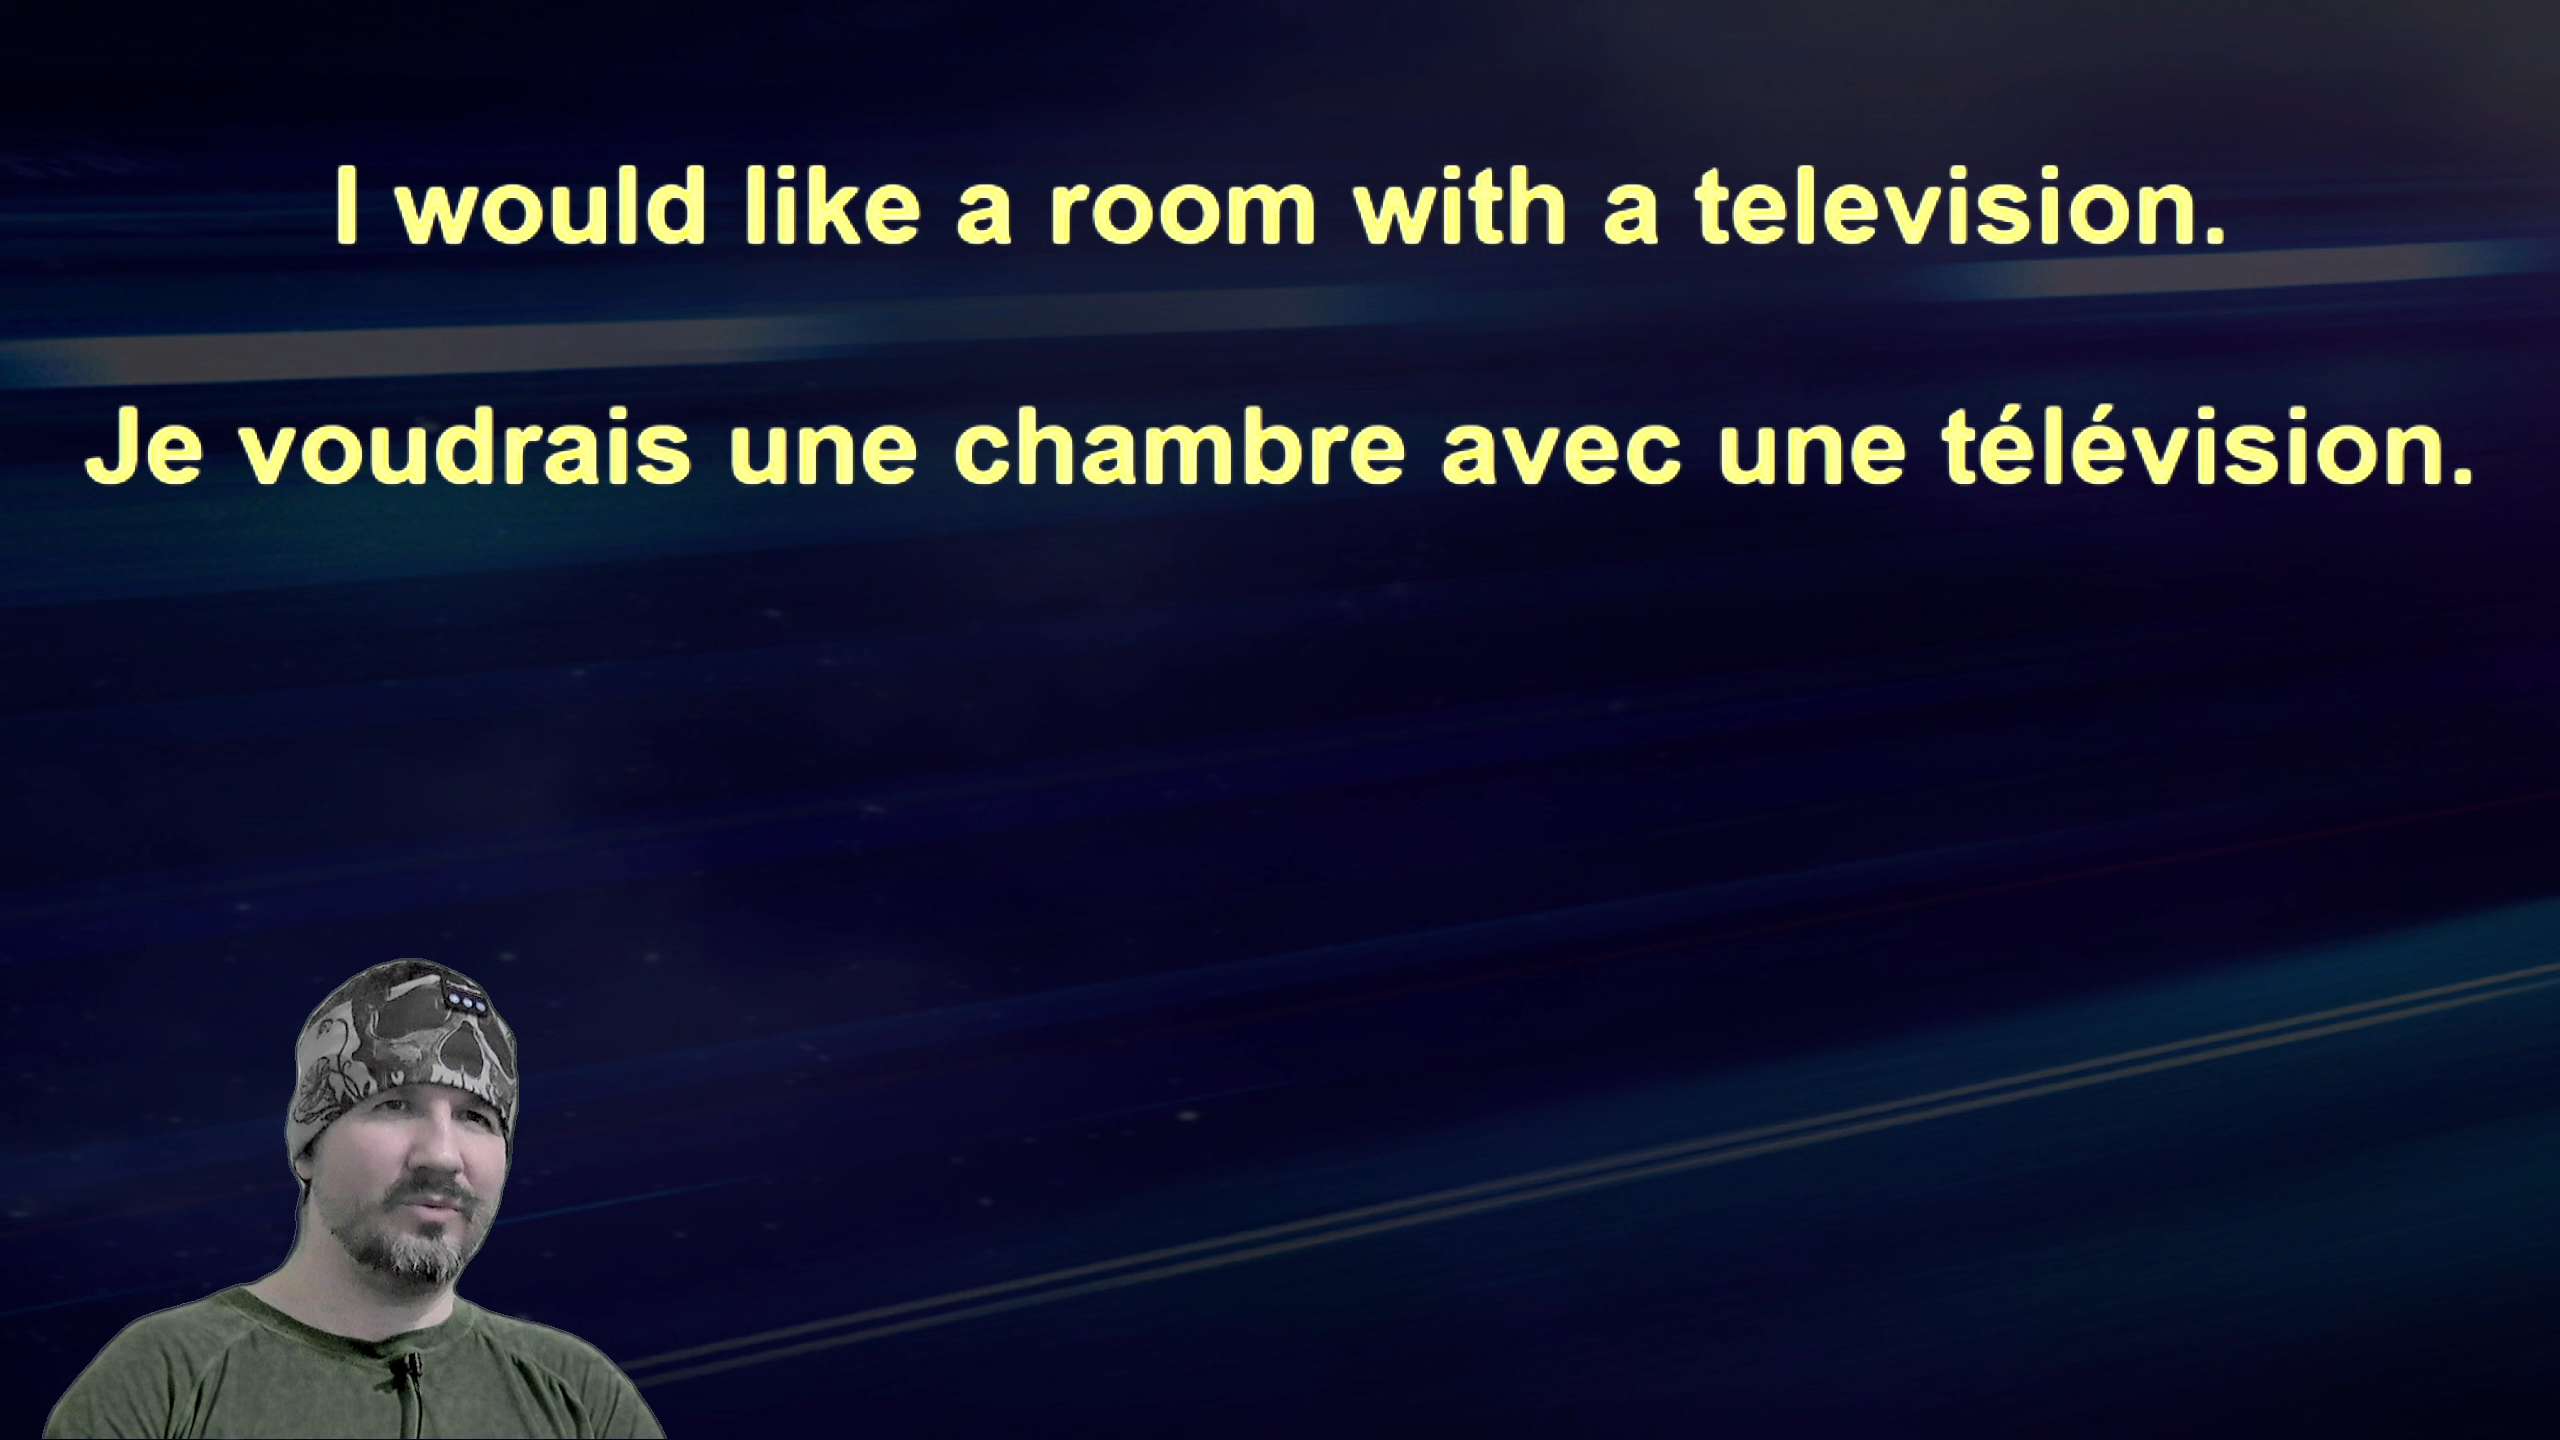 I would like a room with a television.
Je voudrais une chambre avec une télévision.